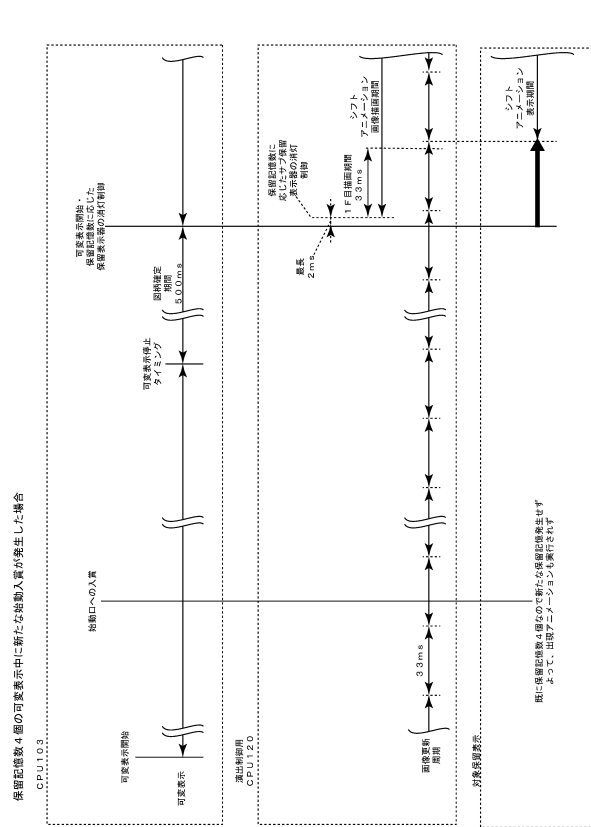 保留記憶数４個の可変表示中に新たな始動入賞が発生した場合
ＣＰＵ１０３
可変表示開始
可変表示
始動口への入賞
可変表示停止
タイミング
図柄確定
期間
５００ｍｓ
可変表示開始・
保留記憶数に応じた
保留表示器の消灯制御
演出制御用
ＣＰＵ１２０
画像更新
周期
３３ｍｓ
最長
２ｍｓ
保留記憶数に
応じたサブ保留
表示器の消灯
制御
１Ｆ目描画期間
３３ｍｓ
シフト
アニメーション
画像描画期間
対象保留表示
既に保留記憶数４個なので新たな保留記憶発生せず
よって、出現アニメーションも実行されず
シフト
アニメーション
表示期間